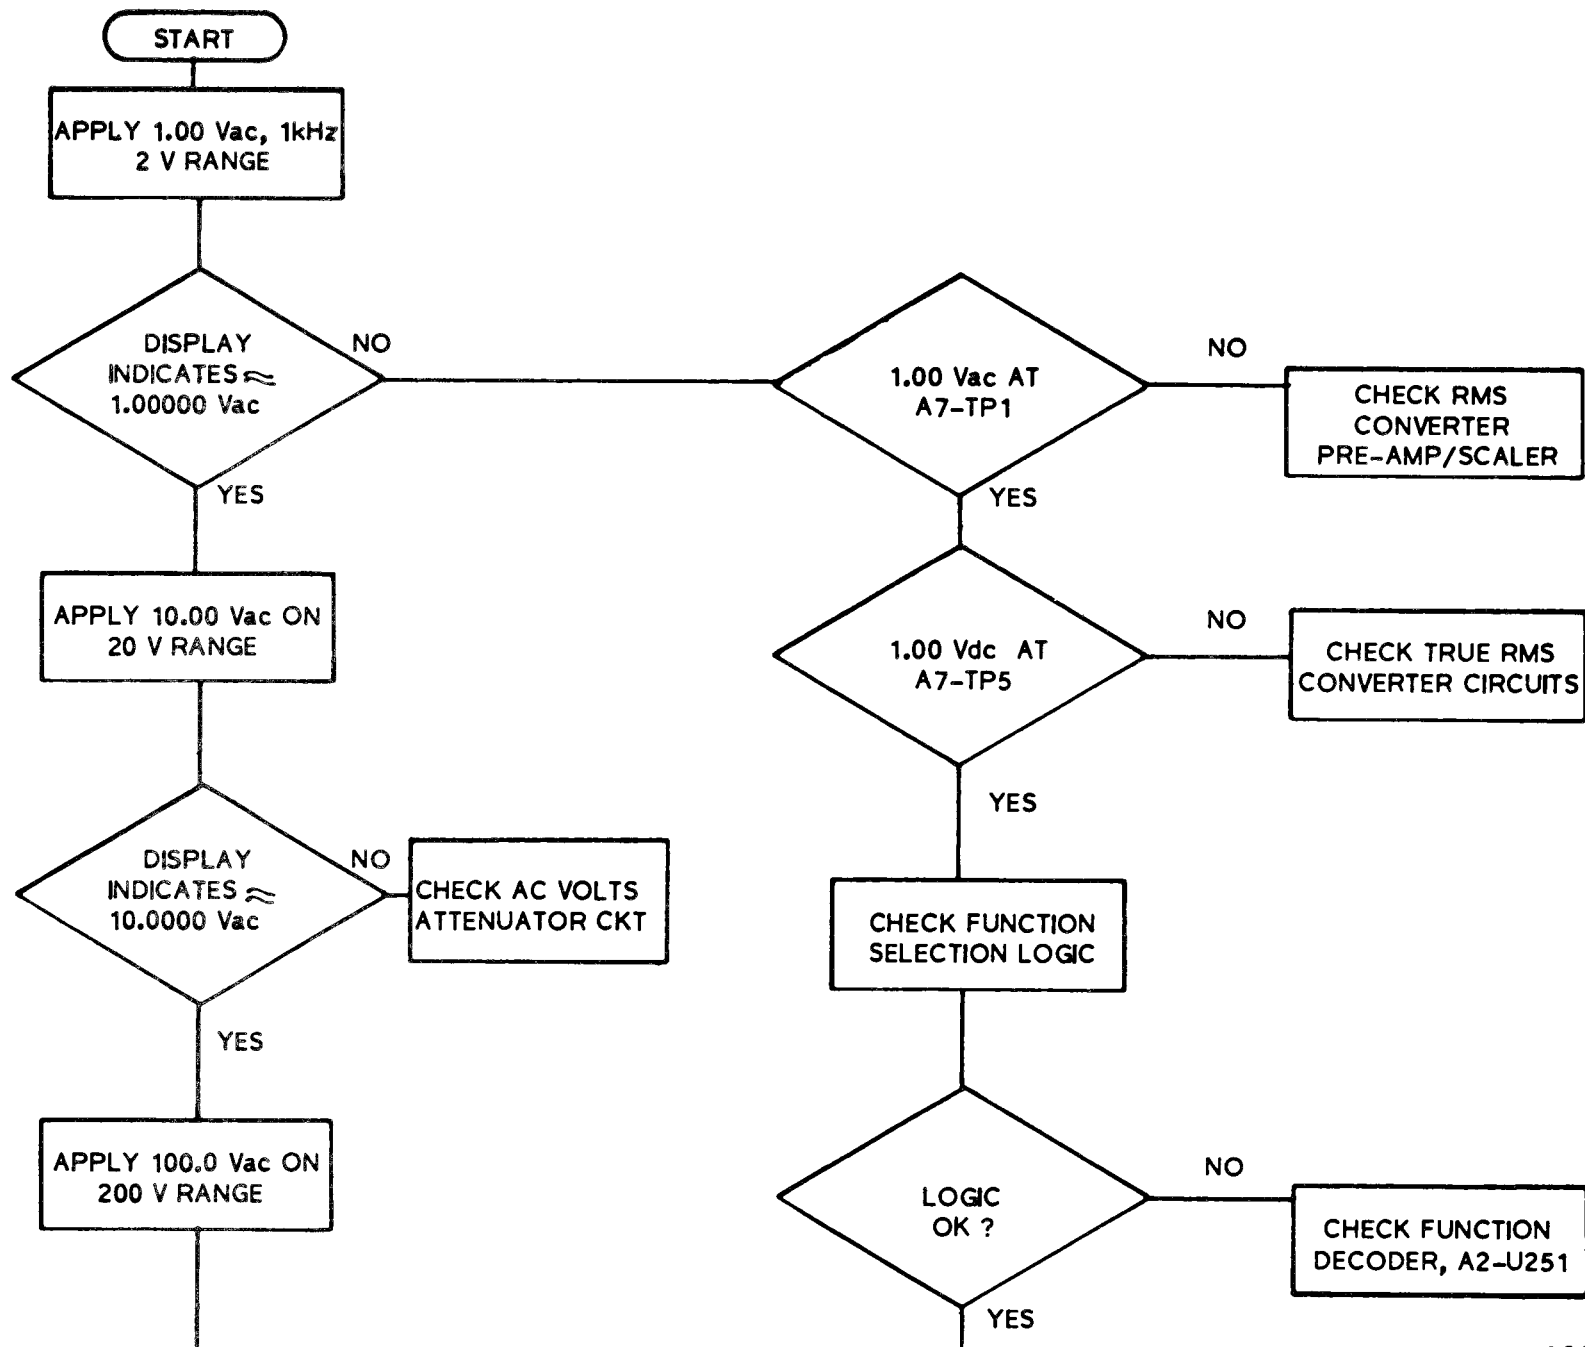 START
APPLY 1.00 Vac, 1kHz
2 V RANGE
DISPLAY
INDICATES ≈
1.00000 Vac
NO
YES
APPLY 10.00 Vac ON
20 V RANGE
DISPLAY
INDICATES ≈
10.0000 Vac
NO
CHECK AC VOLTS
ATTENUATOR CKT
YES
APPLY 100.0 Vac ON
200 V RANGE
1.00 Vac AT
A7-TP1
NO
CHECK RMS
CONVERTER
PRE-AMP/SCALER
YES
1.00 Vdc AT
A7-TP5
NO
CHECK TRUE RMS
CONVERTER CIRCUITS
YES
CHECK FUNCTION
SELECTION LOGIC
LOGIC
OK ?
NO
CHECK FUNCTION
DECODER, A2-U251
YES